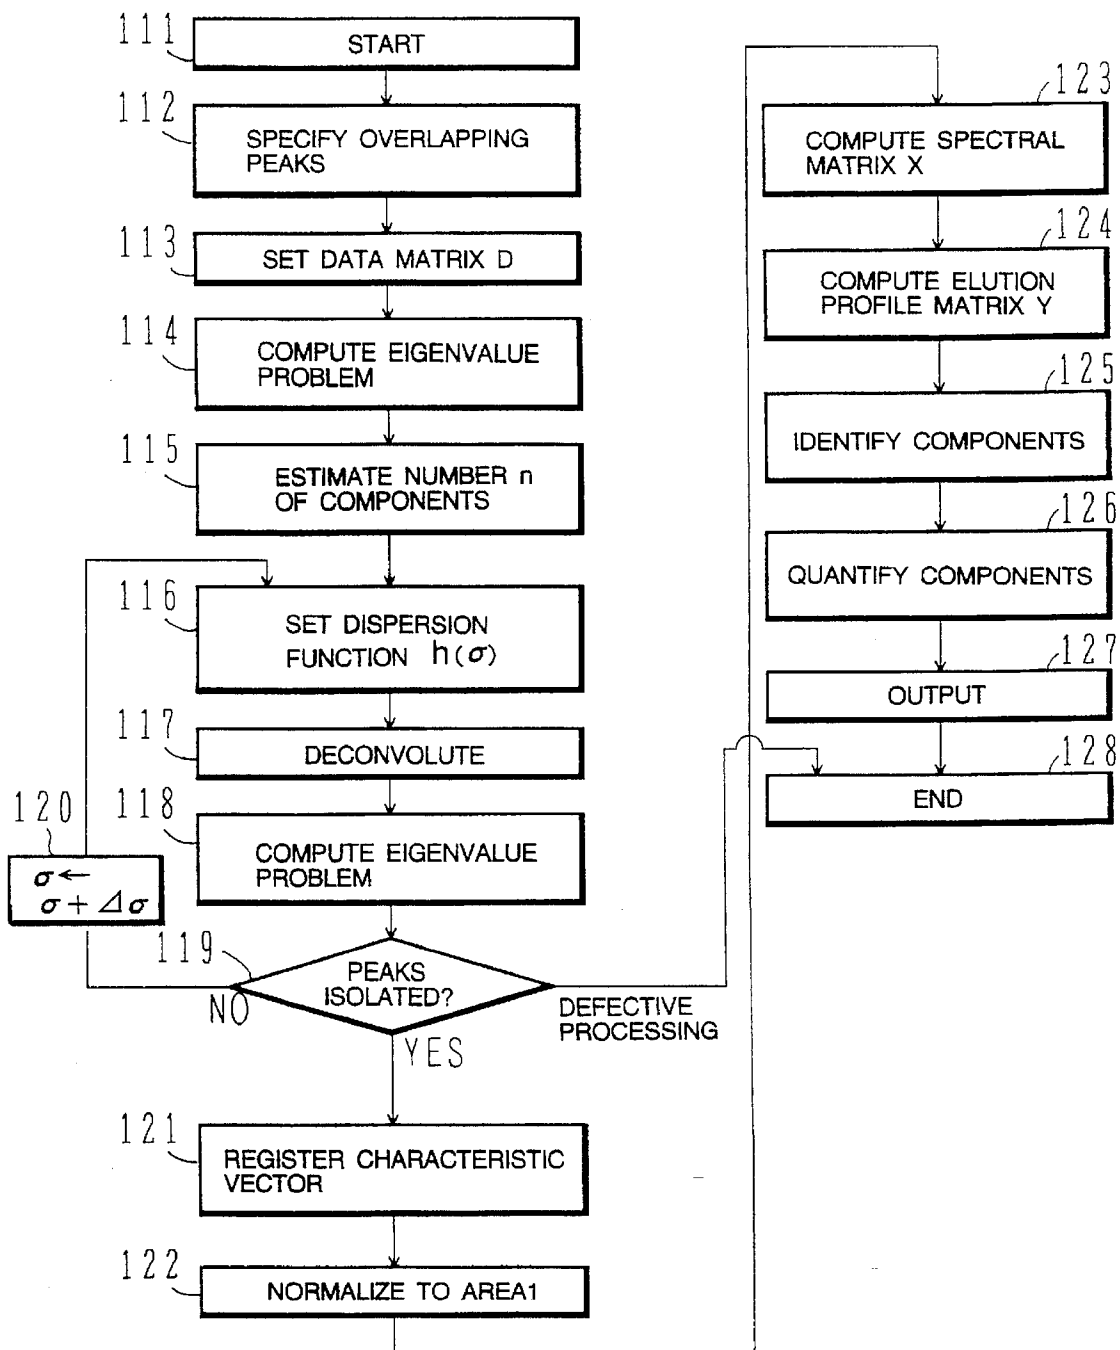 111
START
112
SPECIFY OVERLAPPING
PEAKS
113
SET DATA MATRIX D
114
COMPUTE EIGENVALUE
PROBLEM
115
ESTIMATE NUMBER n
OF COMPONENTS
116
SET DISPERSION
FUNCTION h(σ)
117
DECONVOLUTE
118
COMPUTE EIGENVALUE
PROBLEM
120
σ ←
σ + Δσ
119
PEAKS
ISOLATED?
NO
YES
DEFECTIVE
PROCESSING
121
REGISTER CHARACTERISTIC
VECTOR
122
NORMALIZE TO AREA1
123
COMPUTE SPECTRAL
MATRIX X
124
COMPUTE ELUTION
PROFILE MATRIX Y
125
IDENTIFY COMPONENTS
126
QUANTIFY COMPONENTS
127
OUTPUT
128
END